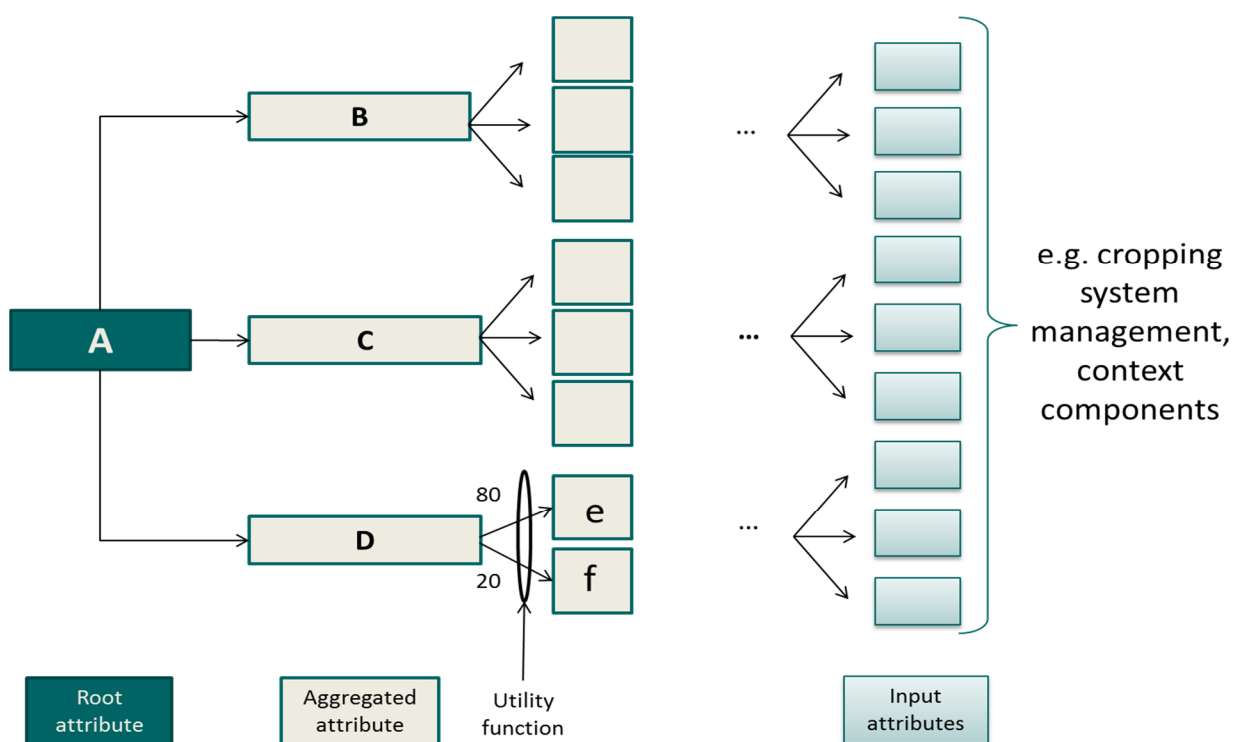 B
...
A
C
...
e.g. cropping
system
management,
context
components
80
e
D
...
20
f
Root
attribute
Aggregated
attribute
Utility
function
Input
attributes